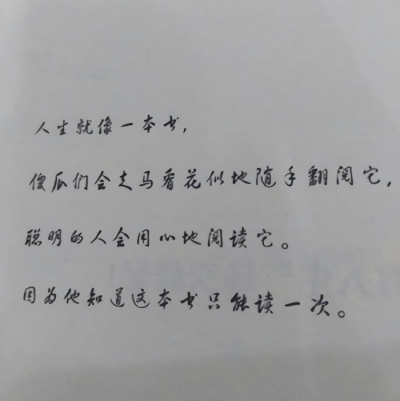 人生就像一本书，
傻瓜们会走马看花似地随手翻阅它，
聪明的人会用心地阅读它。
因为他知道这本书只能读一次。